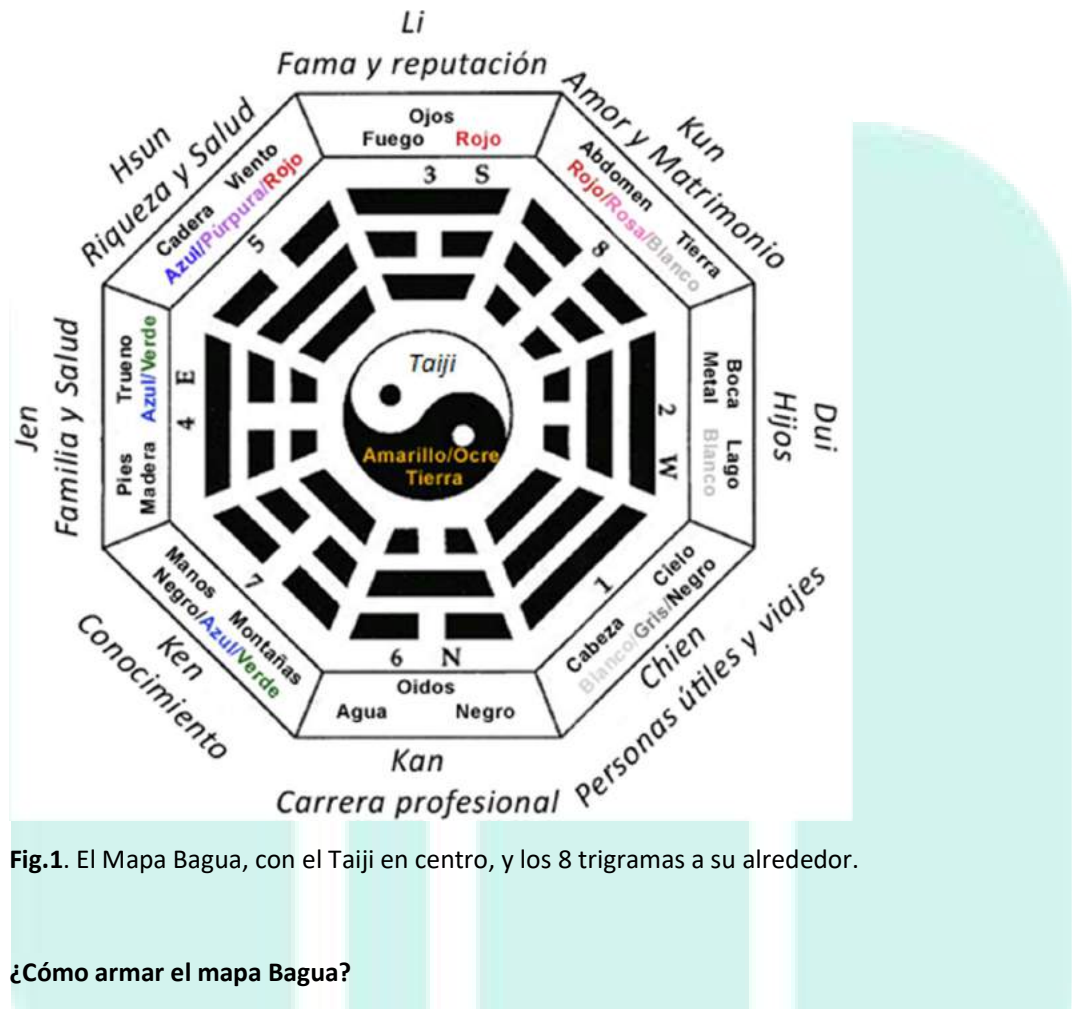 Li
Fama y reputación
Ojos
Fuego Rojo
3 S
Kun
Amor y Matrimonio
Abdomen Tierra
Rojo/Rosa/Blanco
8
Dui
Hijos
Boca Lago
Metal Blanco
2 W
Cielo
Cabeza
Blanco/Gris/Negro
1
Chien
Personas útiles y viajes
6 N
Oidos
Agua Negro
Kan
Carrera profesional
7
Manos Montañas
Negro/Azul/Verde
Ken
Conocimiento
Jen
Familia y Salud
Pies Trueno
Madera Azul/Verde
4 E
Hsun
Riqueza y Salud
Cadera Viento
Azul/Púrpura/Rojo
5
Taiji
Amarillo/Ocre
Tierra
Fig.1. El Mapa Bagua, con el Taiji en centro, y los 8 trigramas a su alrededor.
¿Cómo armar el mapa Bagua?